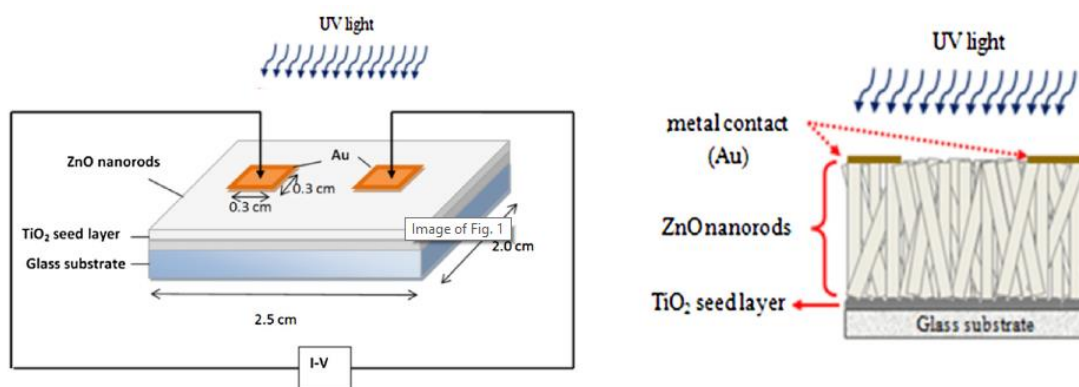 UV light
Au
ZnO nanorods
0.3 cm
0.3 cm
TiO₂ seed layer
Image of Fig. 1
Glass substrate
2.0 cm
2.5 cm
I-V
UV light
metal contact
(Au)
ZnO nanorods
TiO₂ seed layer
Glass substrate